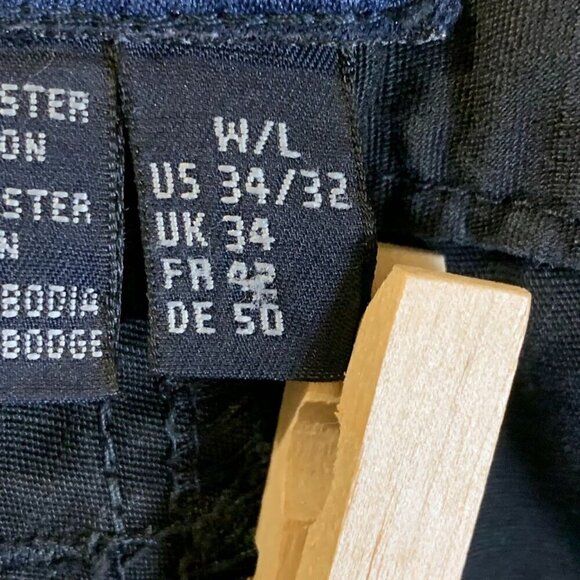 STER
ON
STER
N
BODIA
BODGE
W/L
US 34/32
UK 34
FR 42
DE 50